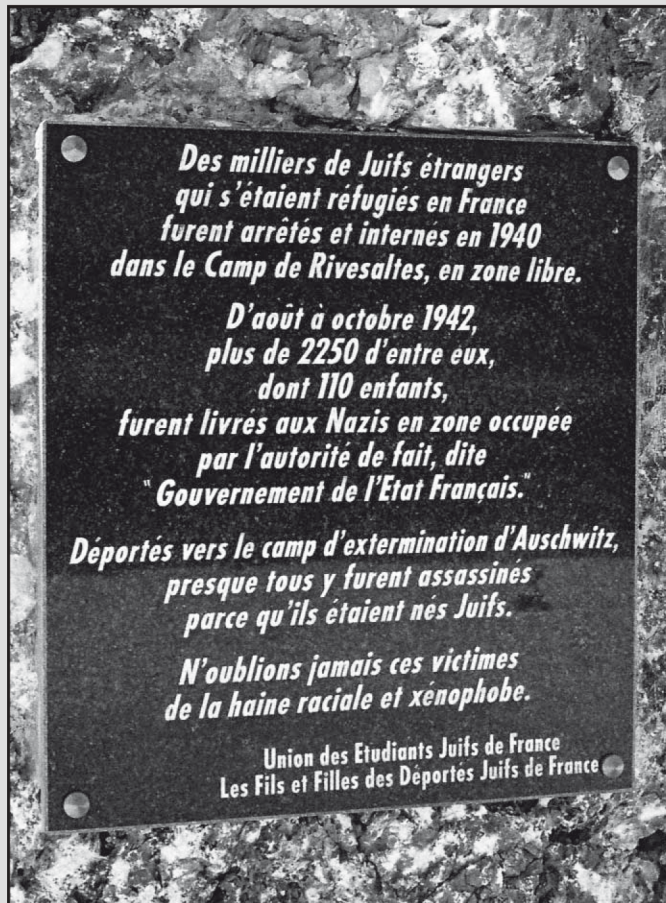 Des milliers de Juifs étrangers
qui s'étaient réfugiés en France
furent arrêtés et internes en 1940
dans le Camp de Rivesaltes, en zone libre.
D'août à octobre 1942,
plus de 2250 d'entre eux,
dont 110 enfants,
furent livrés aux Nazis en zone occupée
par l'autorité de fait, dite
"Gouvernement de l'Etat Français."
Déportés vers le camp d'extermination d'Auschwitz,
presque tous y furent assassinés
parce qu'ils étaient nés Juifs.
N'oublions jamais ces victimes
de la haine raciale et xénophobe.
Union des Etudiants Juifs de France
Les Fils et Filles des Déportés Juifs de France